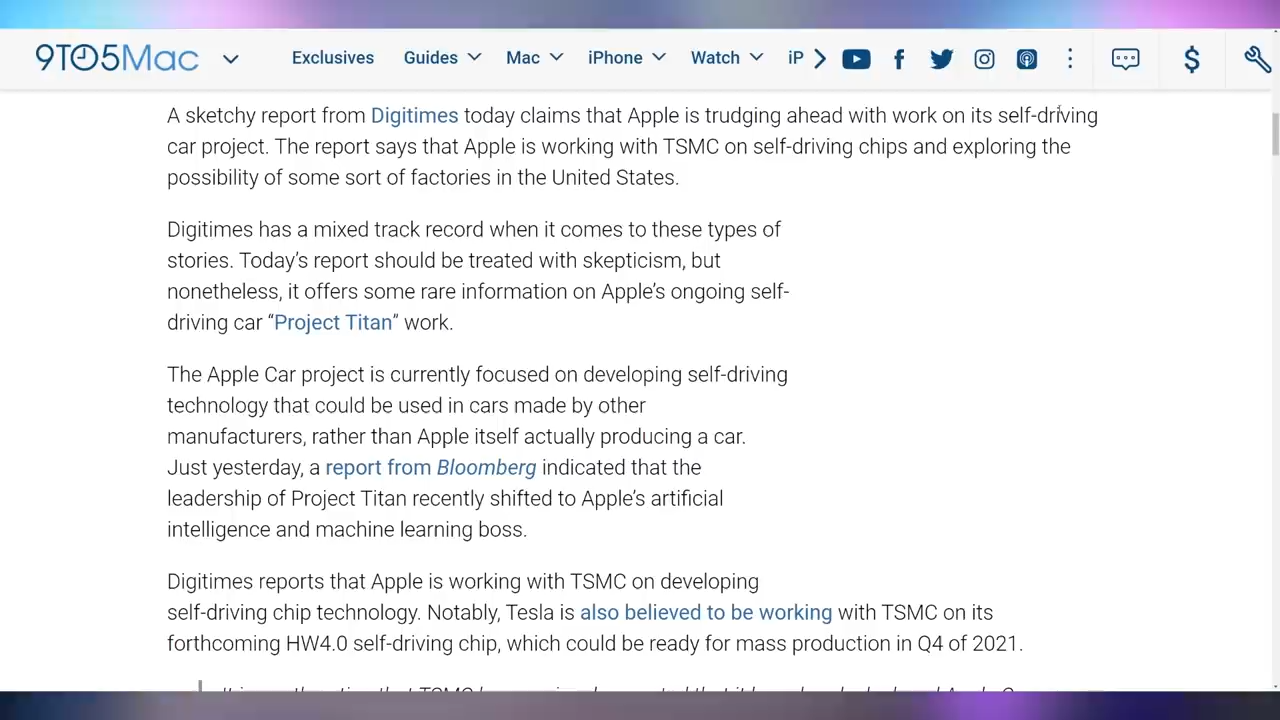 9TO5Mac Exclusives Guides Mac iPhone Watch iP $
A sketchy report from Digitimes today claims that Apple is trudging ahead with work on its self-driving
car project. The report says that Apple is working with TSMC on self-driving chips and exploring the
possibility of some sort of factories in the United States.
Digitimes has a mixed track record when it comes to these types of
stories. Today’s report should be treated with skepticism, but
nonetheless, it offers some rare information on Apple’s ongoing self-
driving car “Project Titan” work.
The Apple Car project is currently focused on developing self-driving
technology that could be used in cars made by other
manufacturers, rather than Apple itself actually producing a car.
Just yesterday, a report from Bloomberg indicated that the
leadership of Project Titan recently shifted to Apple’s artificial
intelligence and machine learning boss.
Digitimes reports that Apple is working with TSMC on developing
self-driving chip technology. Notably, Tesla is also believed to be working with TSMC on its
forthcoming HW4.0 self-driving chip, which could be ready for mass production in Q4 of 2021.